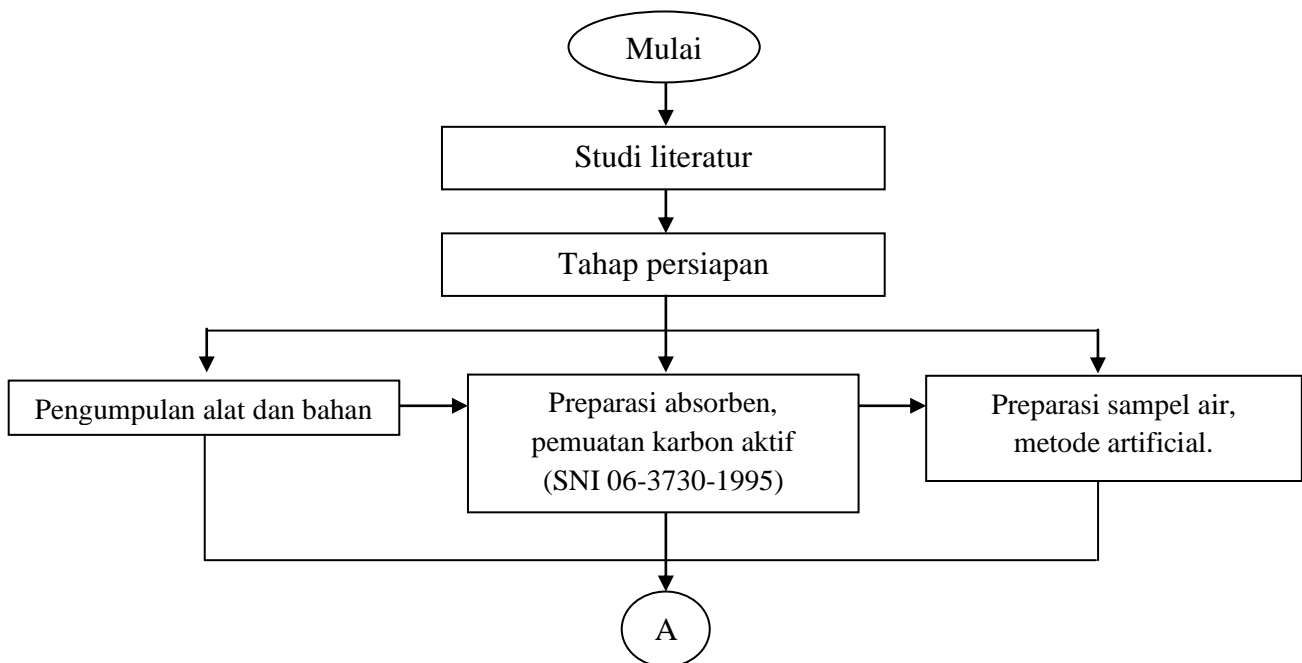 Mulai
Studi literatur
Tahap persiapan
Pengumpulan alat dan bahan
Preparasi absorben,
pemuatan karbon aktif
(SNI 06-3730-1995)
Preparasi sampel air,
metode artificial.
A